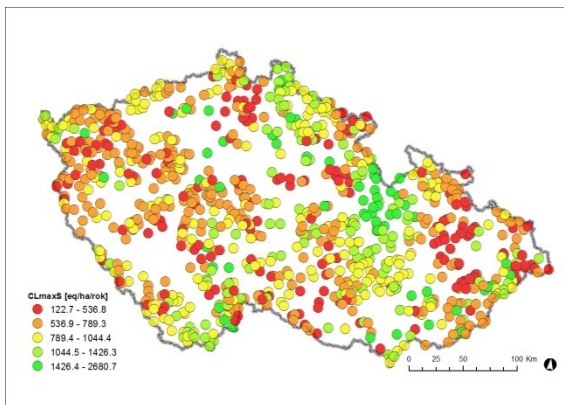 CLmaxS [eq/ha/rok]
122.7 - 536.8
536.9 - 789.3
789.4 - 1044.4
1044.5 - 1426.3
1426.4 - 2680.7
0 25 50 100 Km